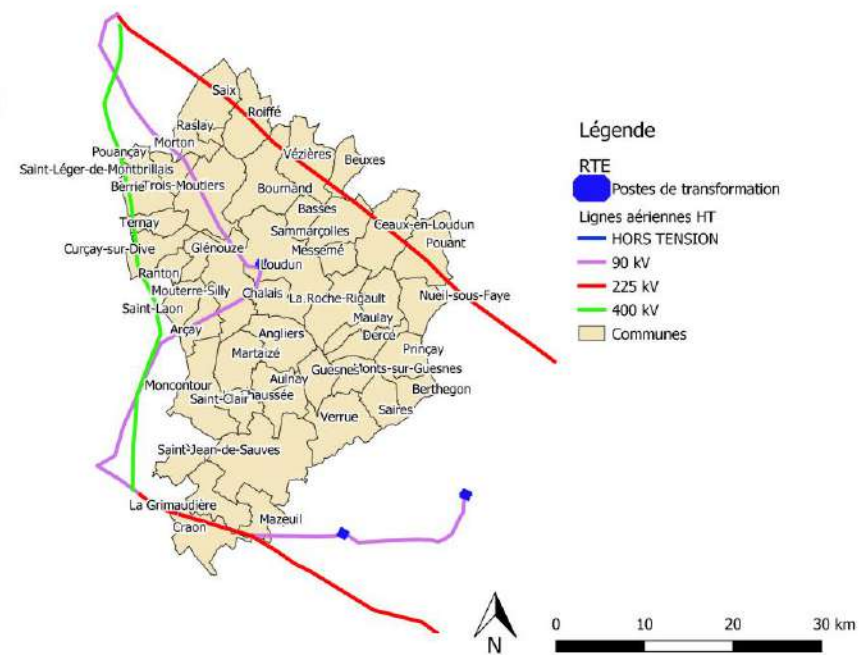 Saix
Roiffé
Raslay
Morton
Pouançay
Vézières
Beuxes
Saint-Léger-de-Montbrillais
Berrie
Trois-Moutiers
Bournand
Basses
Ternay
Sammarçolles
Ceaux-en-Loudun
Curçay-sur-Dive
Glénouze
Messemé
Pouant
Loudun
Ranton
Mouterre-Silly
Chalais
La Roche-Rigault
Nueil-sous-Faye
Saint-Laon
Maulay
Arçay
Angliers
Dercé
Martaizé
Prinçay
Guesnes
Monts-sur-Guesnes
Moncontour
Aulnay
Berthegon
Saint-Clair
Chaussée
Verrue
Saires
Saint-Jean-de-Sauves
La Grimaudière
Mazeuil
Craon
Légende
RTE
Postes de transformation
Lignes aériennes HT
HORS TENSION
90 kV
225 kV
400 kV
Communes
N
0 10 20 30 km